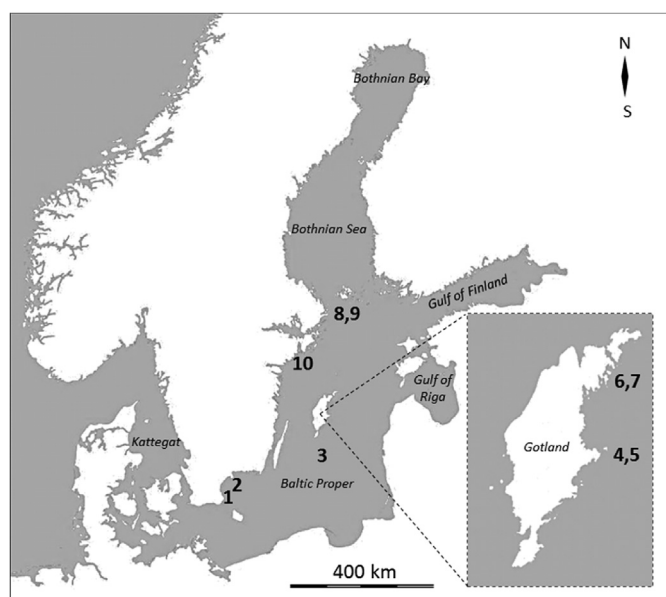 N
S
Bothnian Bay
Bothnian Sea
Gulf of Finland
8,9
10
Gulf of
Riga
Kattegat
3
Baltic Proper
2
1
6,7
Gotland
4,5
400 km